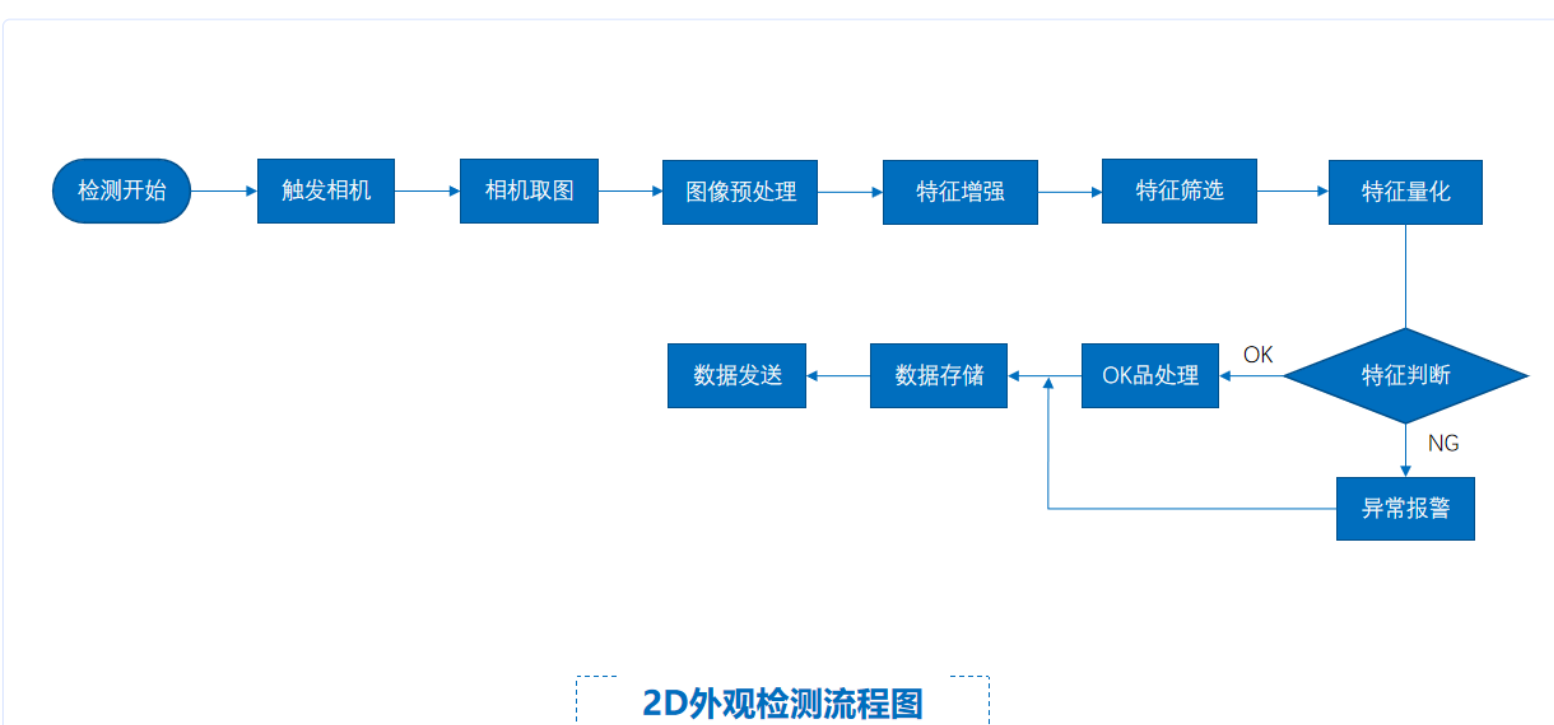 检测开始
触发相机
相机取图
图像预处理
特征增强
特征筛选
特征量化
特征判断
OK
OK品处理
数据存储
数据发送
NG
异常报警
2D外观检测流程图